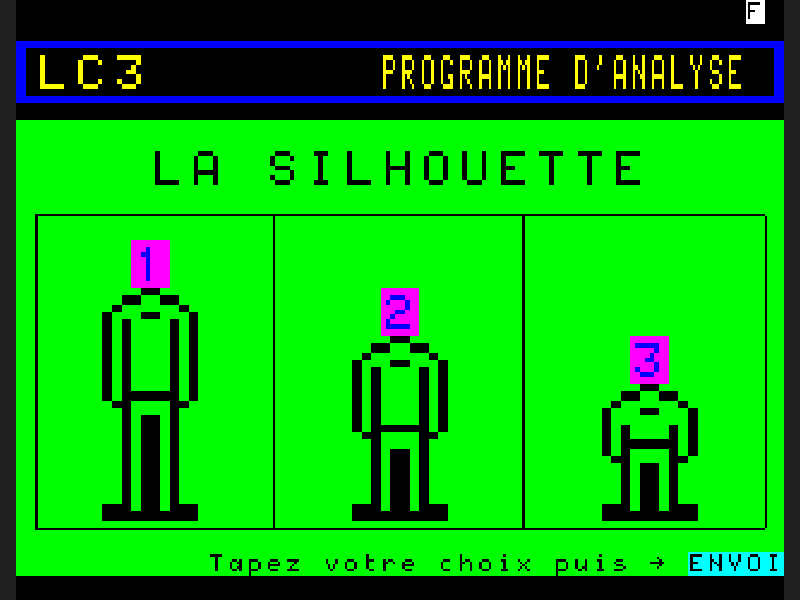 F
LC3 PROGRAMME D'ANALYSE
LA SILHOUETTE
1
2
3
Tapez votre choix puis → ENVOI